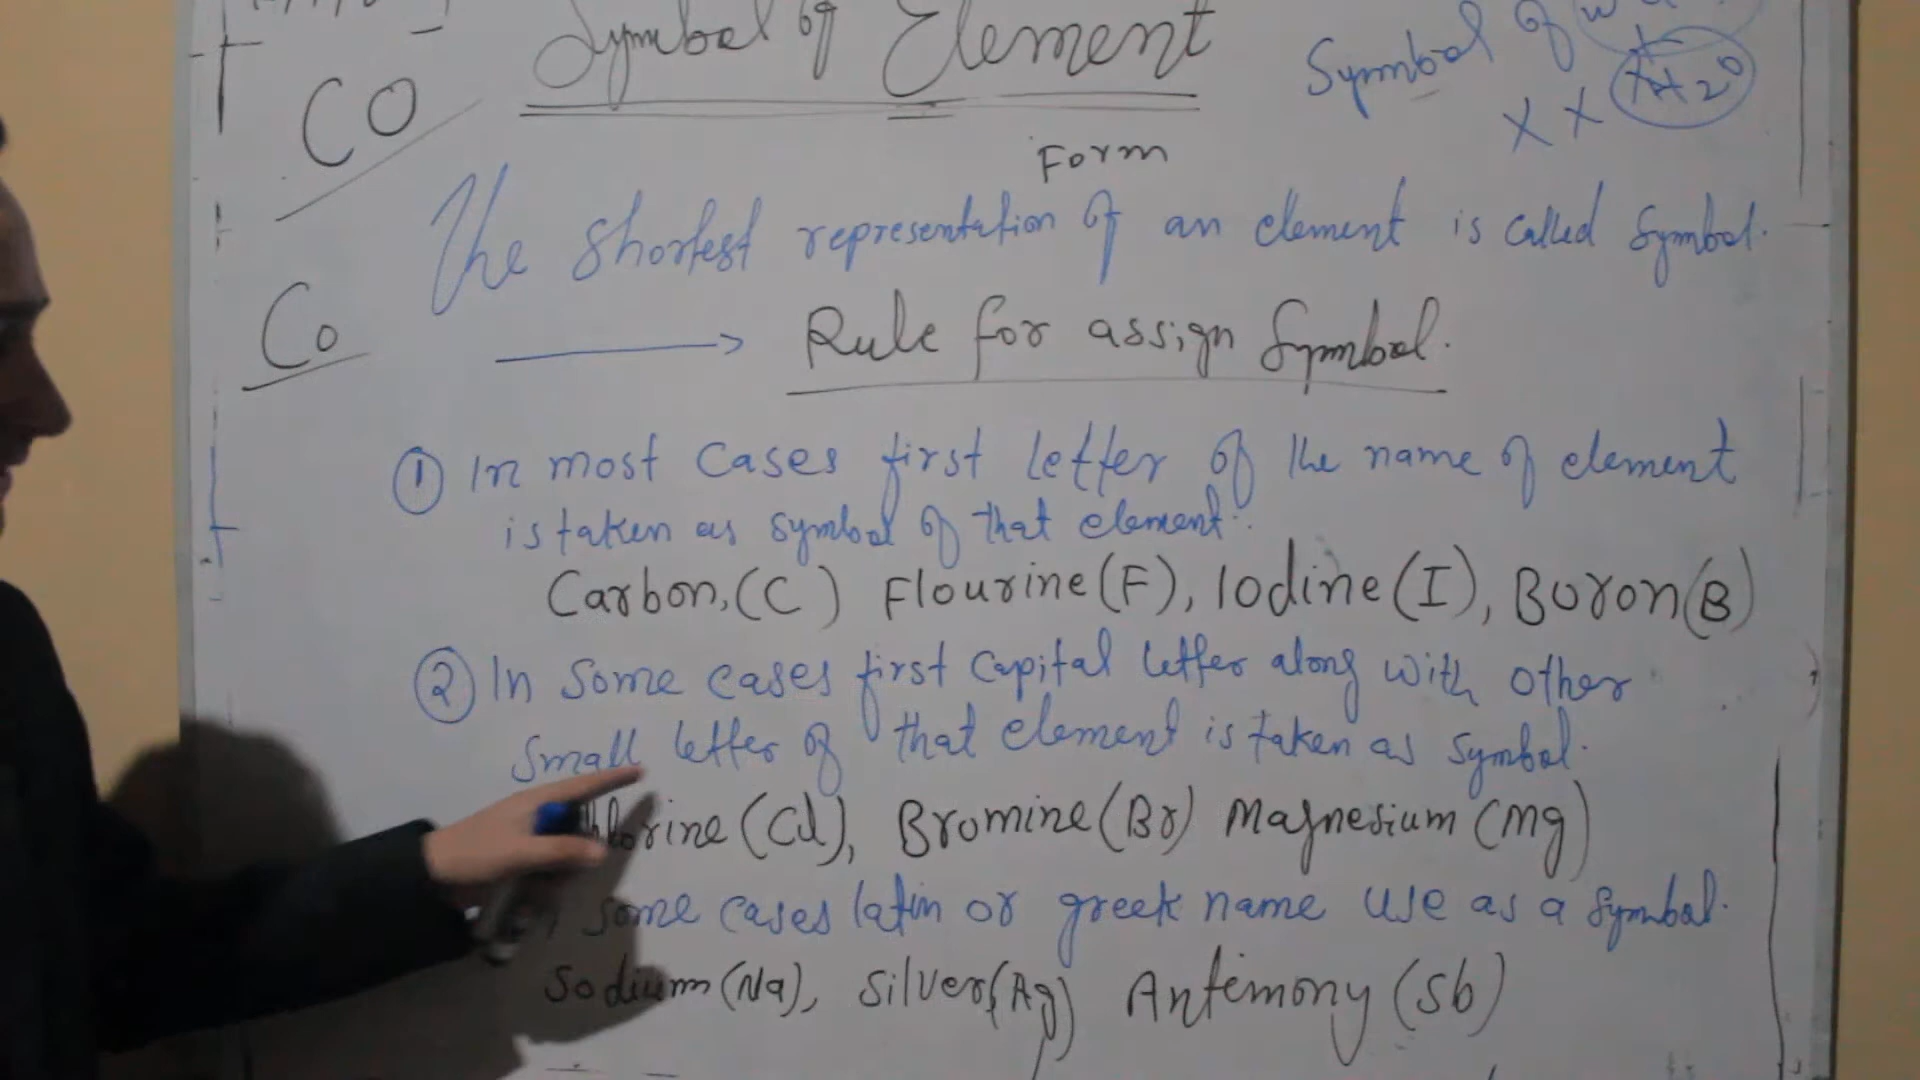 Symbol of Element
Symbol of
H2O
X X
CO
Form
The Shortest representation of an element is called Symbol.
Co
→ Rule for assign Symbol.
① In most cases first letter of the name of element
is taken as symbol of that element.
Carbon,(C) Flourine(F), Iodine(I), Boron(B)
② In Some cases first capital letter along with other
Small letter of that element is taken as symbol.
hlorine(Cl), Bromine(Br) Magnesium(Mg)
some cases latin or greek name use as a Symbol.
Sodium(Na), Silver(Ag) Antimony(Sb)